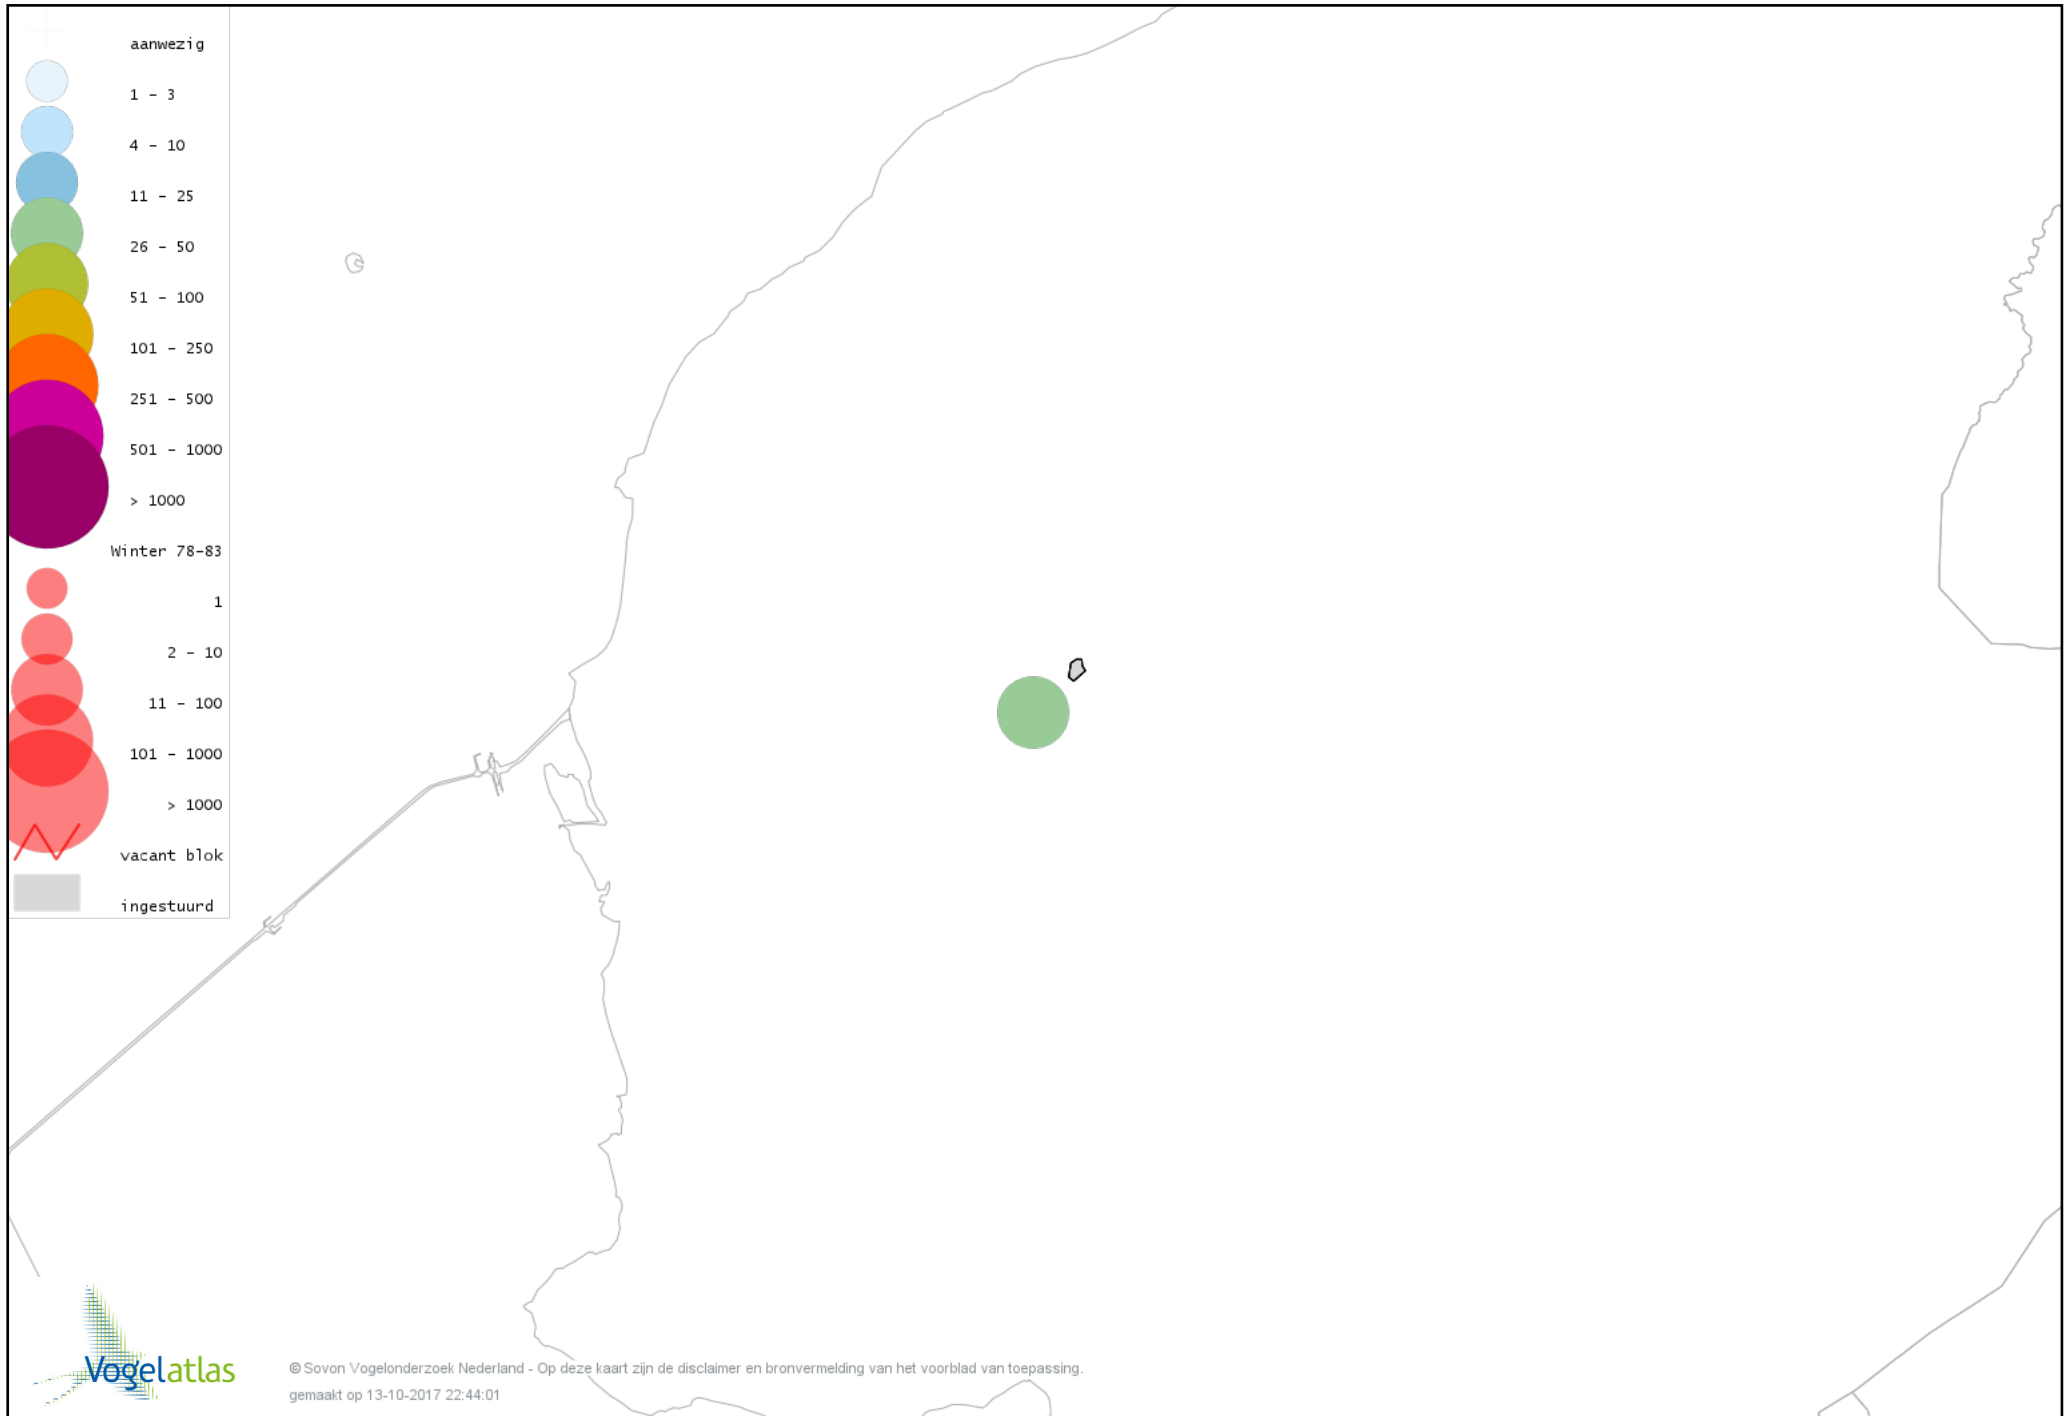 aanwezig
1 - 3
4 - 10
11 - 25
26 - 50
51 - 100
101 - 250
251 - 500
501 - 1000
> 1000
Winter 78-83
1
2 - 10
11 - 100
101 - 1000
> 1000
vacant blok
ingestuurd
Vogelatlas
© Sovon Vogelonderzoek Nederland - Op deze kaart zijn de disclaimer en bronvermelding van het voorblad van toepassing.
gemaakt op 13-10-2017 22:44:01